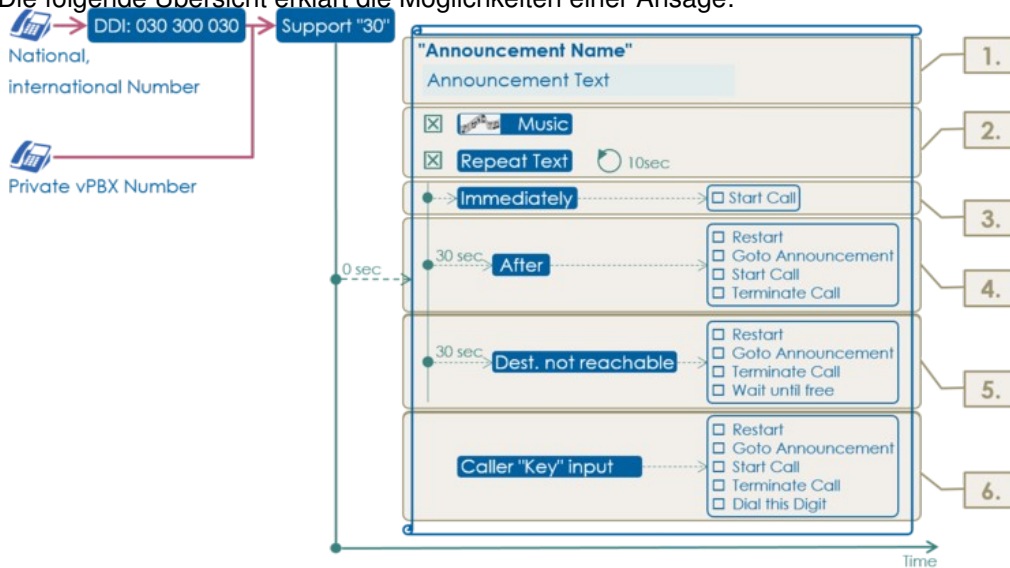 Die folgende Übersicht erklärt die Möglichkeiten einer Ansage:
DDI: 030 300 030
Support "30"
National,
international Number
Private vPBX Number
"Announcement Name"
Announcement Text
1.
Music
Repeat Text
10sec
2.
Immediately
Start Call
3.
0 sec
30 sec
After
Restart
Goto Announcement
Start Call
Terminate Call
4.
30 sec
Dest. not reachable
Restart
Goto Announcement
Terminate Call
Wait until free
5.
Caller "Key" input
Restart
Goto Announcement
Start Call
Terminate Call
Dial this Digit
6.
Time